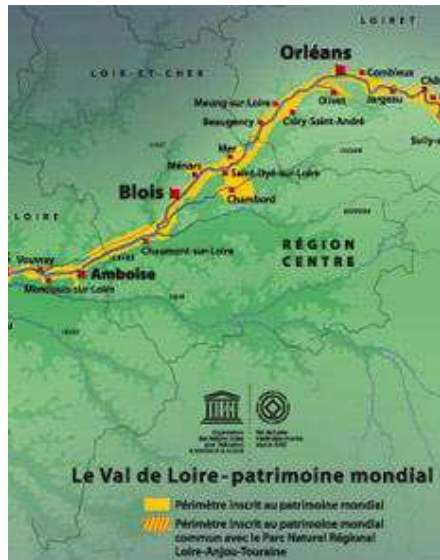 LOIRET
Orléans
LOIR-ET-CHER
Combleux
Meung-sur-Loire
Olivet
Jargeau
Beaugency
Cléry-Saint-André
Mer
Ménars
Saint-Dyé-sur-Loire
Blois
Chambord
LOIRE
RÉGION
CENTRE
Chaumont-sur-Loire
Vouvray
Amboise
Montlouis-sur-Loire
Le Val de Loire - patrimoine mondial
Périmètre inscrit au patrimoine mondial
Périmètre inscrit au patrimoine mondial
commun avec le Parc Naturel Régional
Loire-Anjou-Touraine